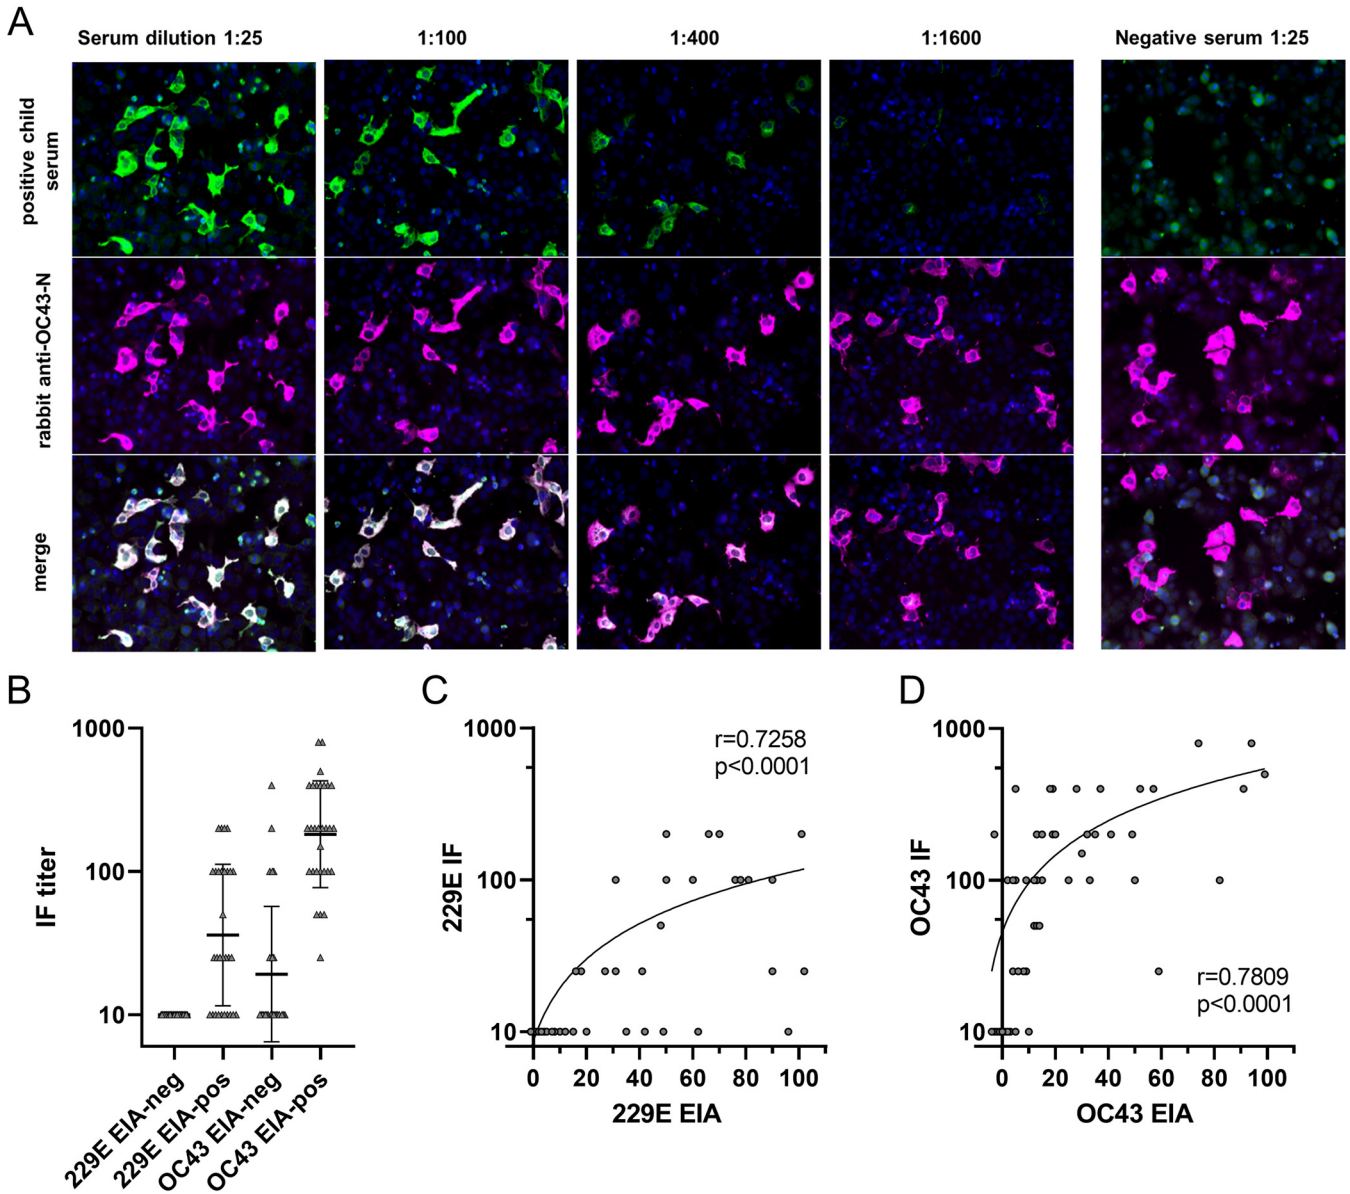 A
Serum dilution 1:25
1:100
1:400
1:1600
Negative serum 1:25
positive child
serum
rabbit anti-OC43-N
merge
B
1000
100
10
IF titer
229E EIA-neg
229E EIA-pos
OC43 EIA-neg
OC43 EIA-pos
C
1000
100
10
229E IF
r=0.7258
p<0.0001
0 20 40 60 80 100
229E EIA
D
1000
100
10
OC43 IF
r=0.7809
p<0.0001
0 20 40 60 80 100
OC43 EIA